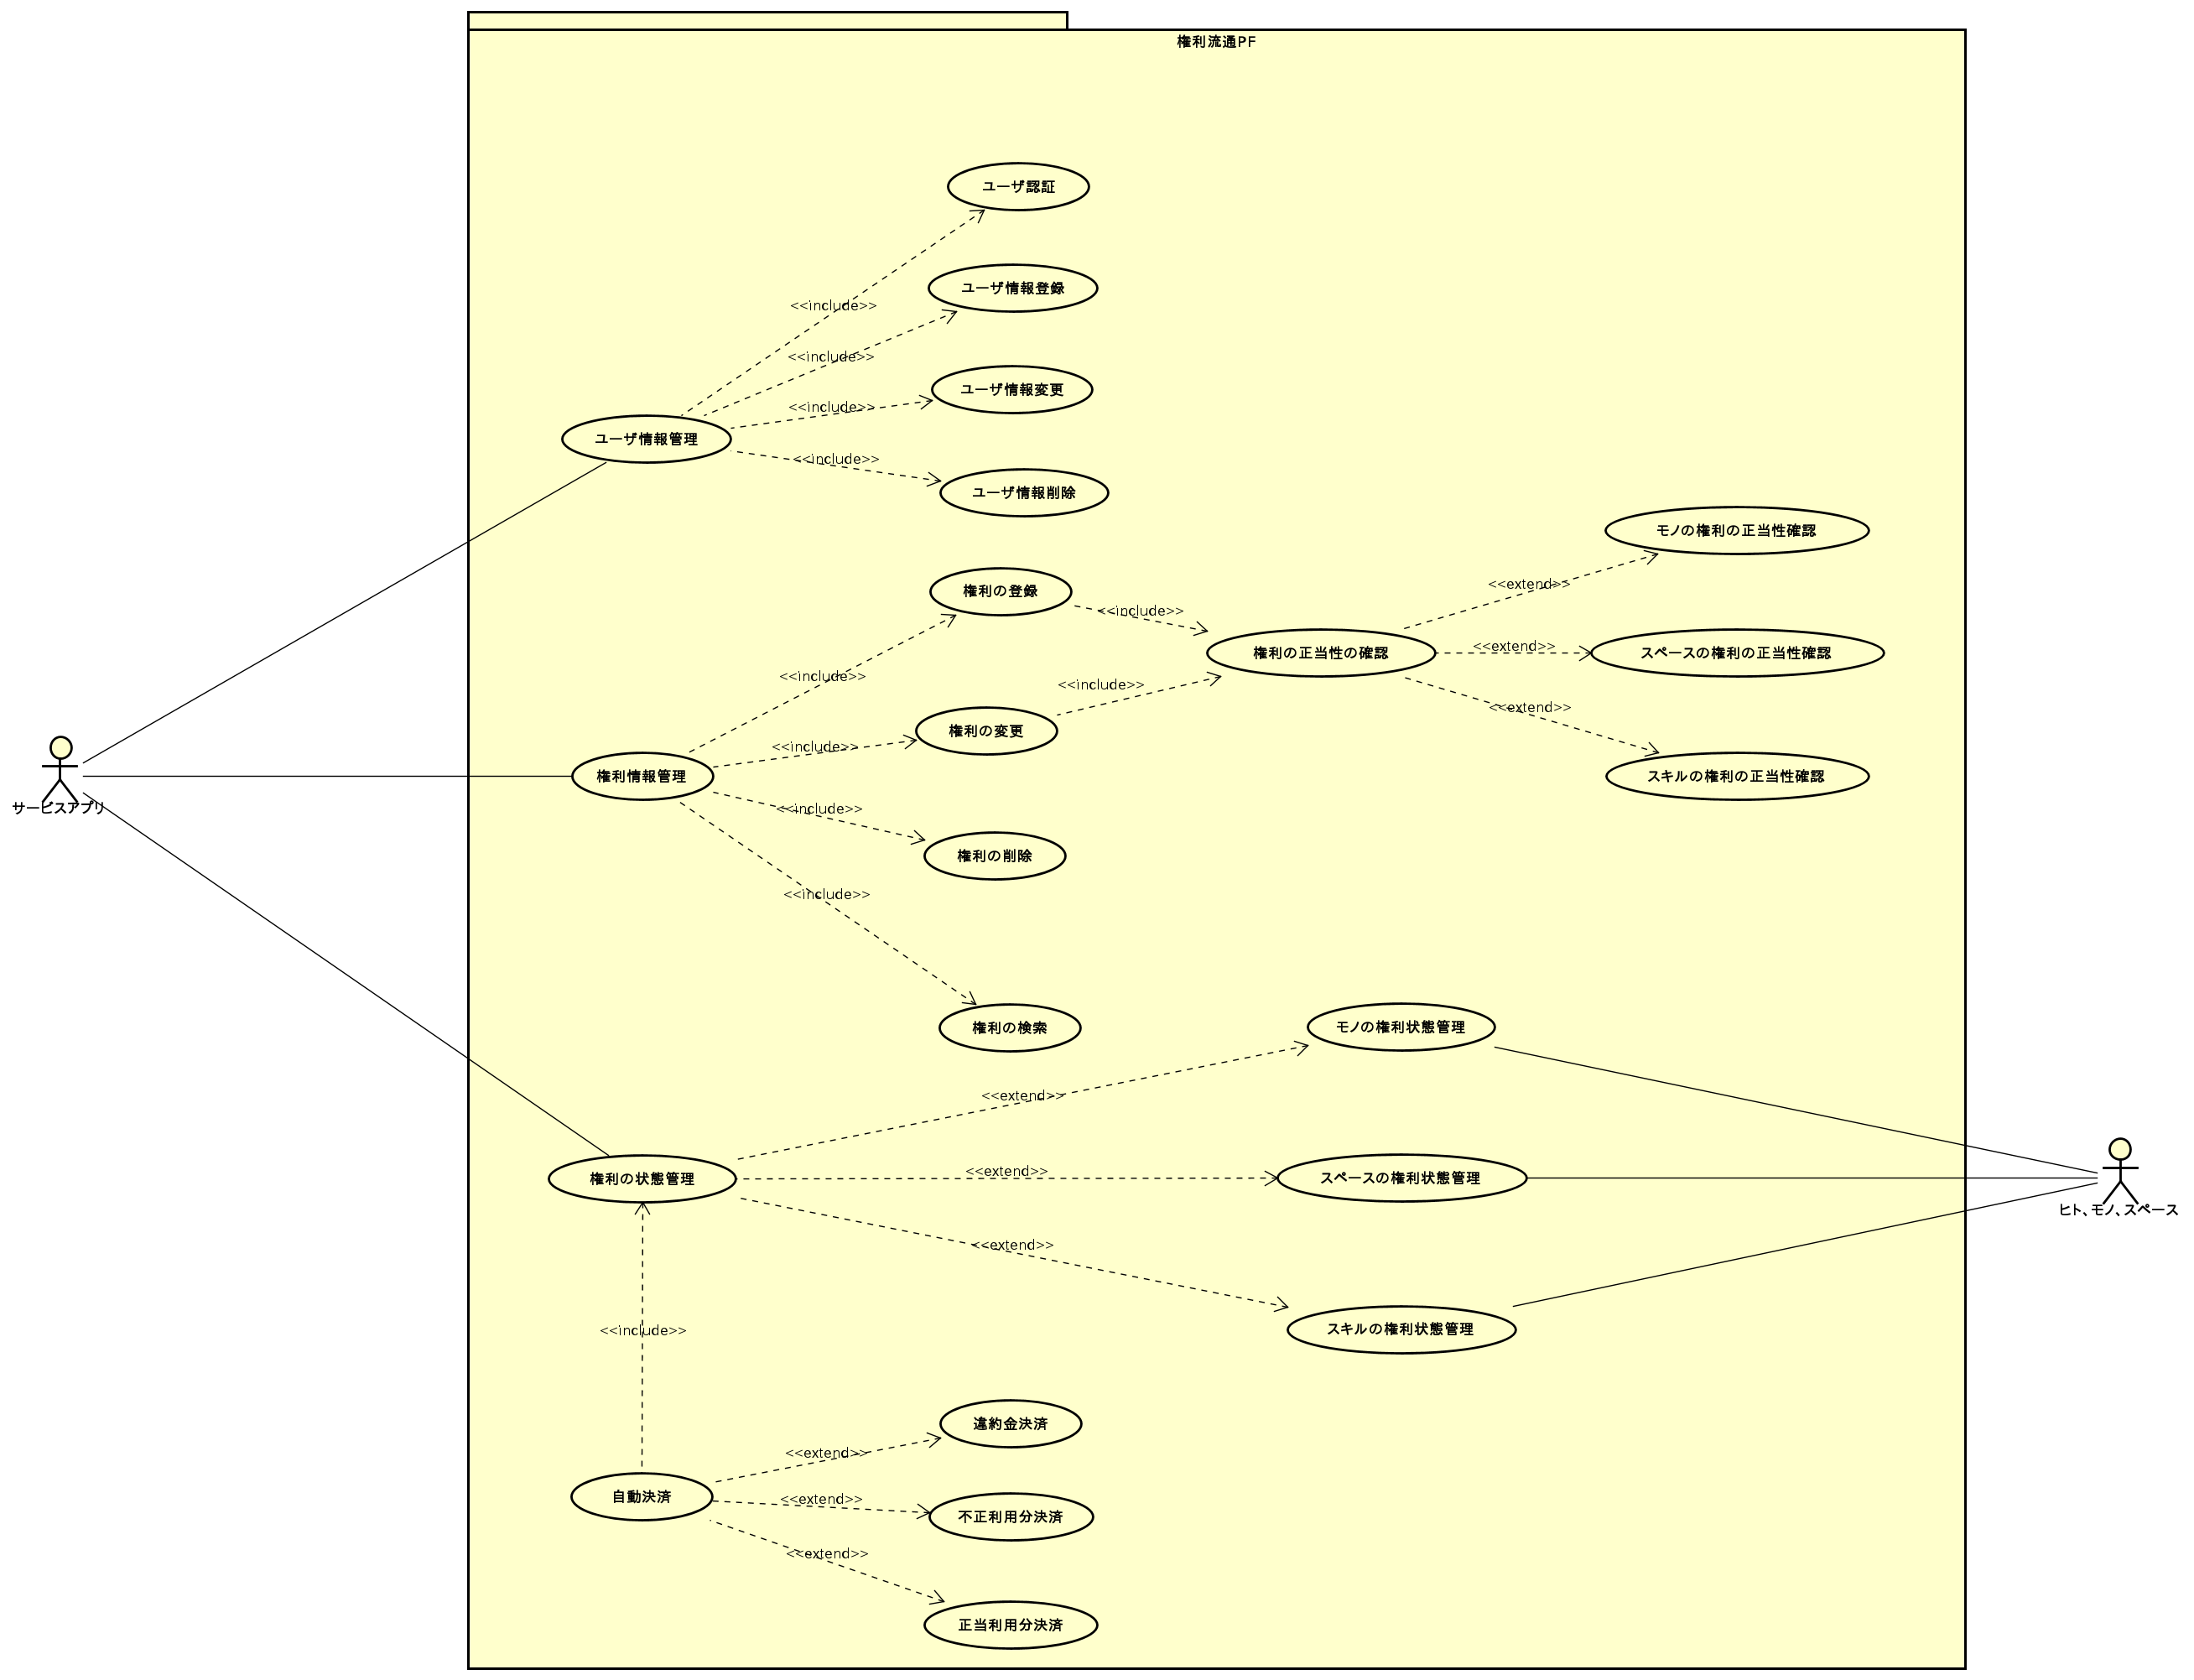 権利流通PF
ユーザ認証
ユーザ情報登録
<<include>>
<<include>>
ユーザ情報変更
<<include>>
ユーザ情報管理
<<include>>
ユーザ情報削除
モノの権利の正当性確認
<<extend>>
権利の登録
<<include>>
権利の正当性の確認
<<extend>>
スペースの権利の正当性確認
<<include>>
<<include>>
<<extend>>
権利の変更
<<include>>
権利情報管理
スキルの権利の正当性確認
サービスアプリ
<<include>>
権利の削除
<<include>>
権利の検索
モノの権利状態管理
<<extend>>
権利の状態管理
<<extend>>
スペースの権利状態管理
ヒト、モノ、スペース
<<extend>>
<<include>>
スキルの権利状態管理
違約金決済
<<extend>>
自動決済
<<extend>>
不正利用分決済
<<extend>>
正当利用分決済